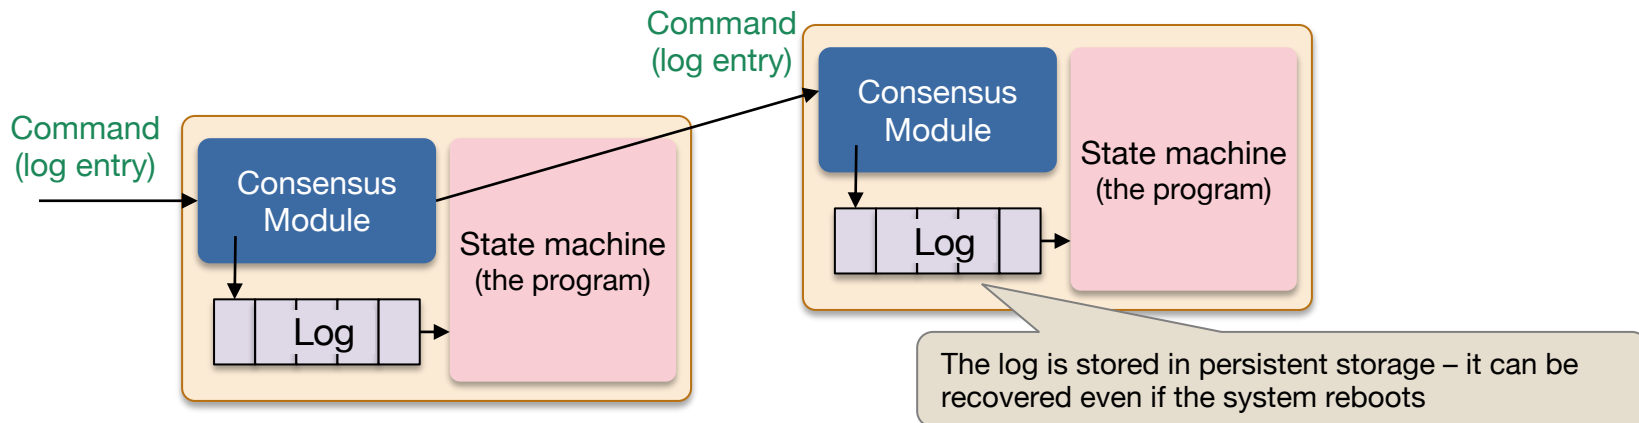 Command
(log entry)
Consensus
Module
Log
State machine
(the program)
Command
(log entry)
Consensus
Module
Log
State machine
(the program)
The log is stored in persistent storage – it can be
recovered even if the system reboots